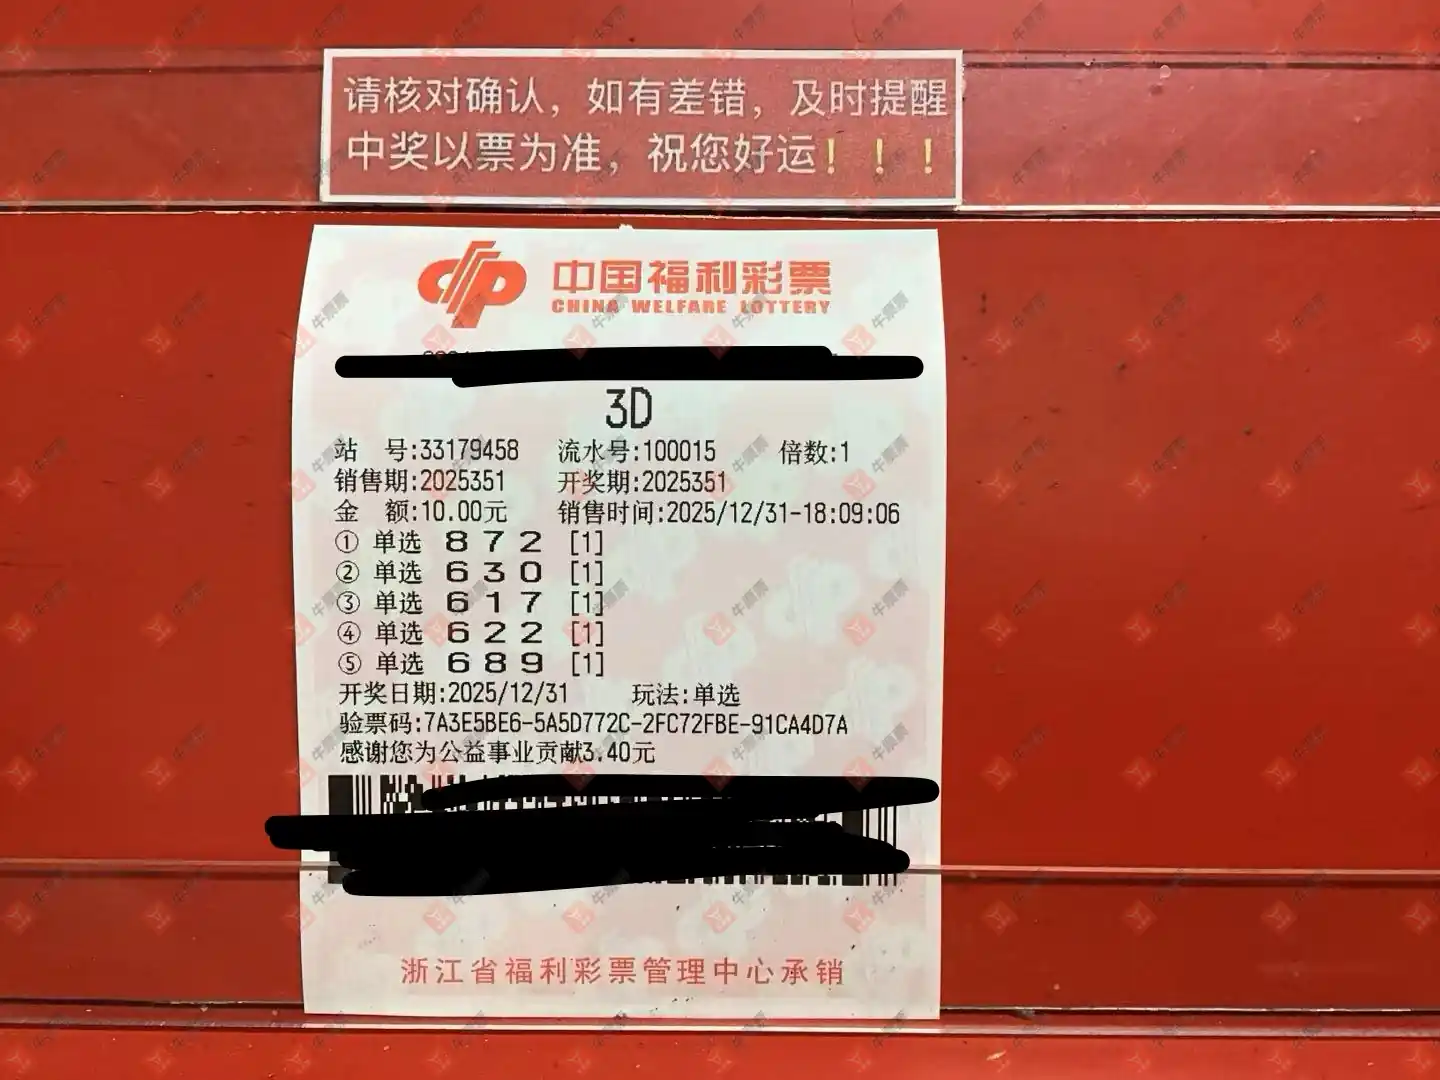 请核对确认，如有差错，及时提醒
中奖以票为准，祝您好运！！！
中国福利彩票
CHINA WELFARE LOTTERY
3D
站 号:33179458 流水号:100015 倍数:1
销售期:2025351 开奖期:2025351
金 额:10.00元 销售时间:2025/12/31-18:09:06
① 单选 8 7 2 [1]
② 单选 6 3 0 [1]
③ 单选 6 1 7 [1]
④ 单选 6 2 2 [1]
⑤ 单选 6 8 9 [1]
开奖日期:2025/12/31 玩法:单选
验票码:7A3E5BE6-5A5D772C-2FC72FBE-91CA4D7A
感谢您为公益事业贡献3.40元
浙江省福利彩票管理中心承销
牛票票